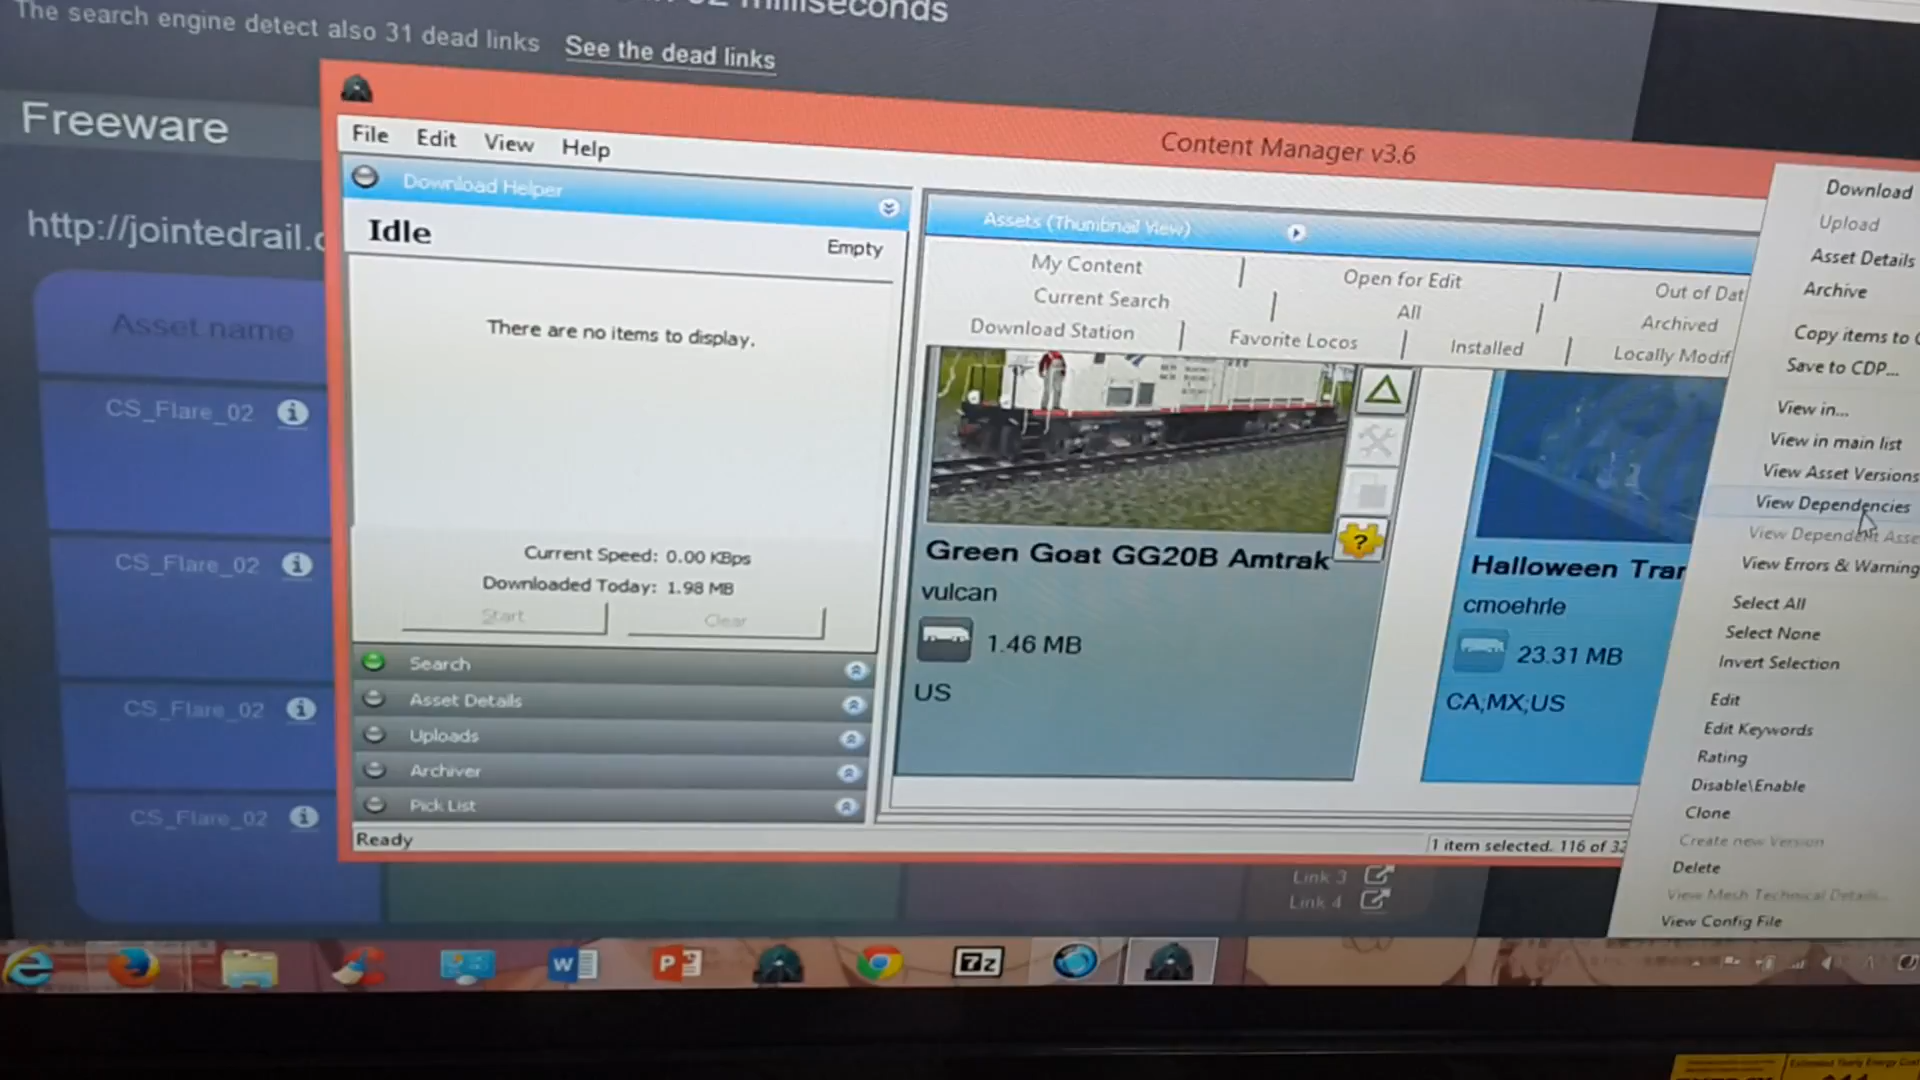 milliseconds
The search engine detect also 31 dead links See the dead links
Freeware
http://jointedrail.
Asset name
CS_Flare_02
CS_Flare_02
CS_Flare_02
CS_Flare_02
Content Manager v3.6
File Edit View Help
Download Helper
Idle
Empty
There are no items to display.
Current Speed: 0.00 KBps
Downloaded Today: 1.98 MB
Start Clear
Search
Asset Details
Uploads
Archiver
Pick List
Ready
Assets (Thumbnail View)
My Content Open for Edit Out of Dat
Current Search All Archived
Download Station Favorite Locos Installed Locally Modif
Green Goat GG20B Amtrak
vulcan
1.46 MB
US
Halloween Tran
cmoehrle
23.31 MB
CA;MX;US
1 item selected. 116 of 32
Link 3
Link 4
Download
Upload
Asset Details
Archive
Copy items to
Save to CDP...
View in...
View in main list
View Asset Versions
View Dependencies
View Dependent Asse
View Errors & Warning
Select All
Select None
Invert Selection
Edit
Edit Keywords
Rating
Disable\Enable
Clone
Create new Version
Delete
View Mesh Technical Details...
View Config File
W
P
7z
Estimated Yearly Energy Cost